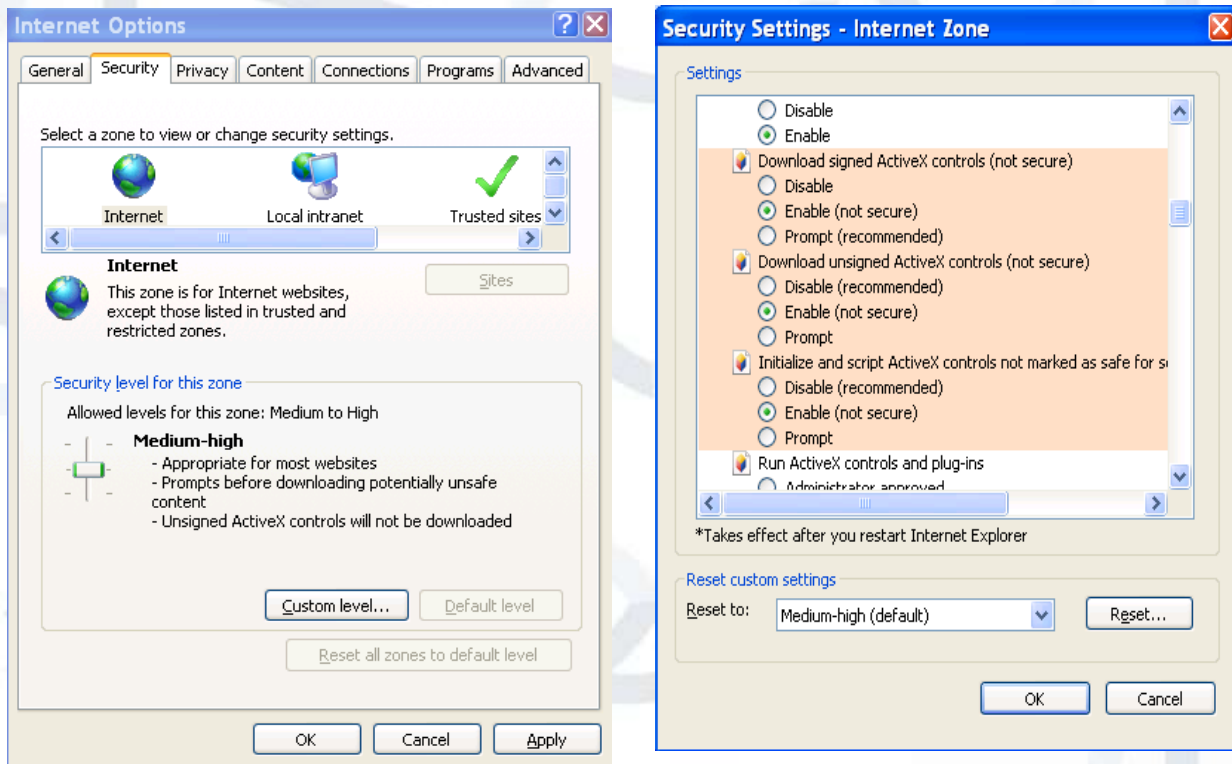 Internet Options
General Security Privacy Content Connections Programs Advanced
Select a zone to view or change security settings.
Internet Local intranet Trusted sites
Internet
Sites
This zone is for Internet websites,
except those listed in trusted and
restricted zones.
Security level for this zone
Allowed levels for this zone: Medium to High
Medium-high
- Appropriate for most websites
- Prompts before downloading potentially unsafe
content
- Unsigned ActiveX controls will not be downloaded
Custom level... Default level
Reset all zones to default level
OK Cancel Apply
Security Settings - Internet Zone
Settings
Disable
Enable
Download signed ActiveX controls (not secure)
Disable
Enable (not secure)
Prompt (recommended)
Download unsigned ActiveX controls (not secure)
Disable (recommended)
Enable (not secure)
Prompt
Initialize and script ActiveX controls not marked as safe for
Disable (recommended)
Enable (not secure)
Prompt
Run ActiveX controls and plug-ins
Administrator approved
*Takes effect after you restart Internet Explorer
Reset custom settings
Reset to: Medium-high (default) Reset...
OK Cancel